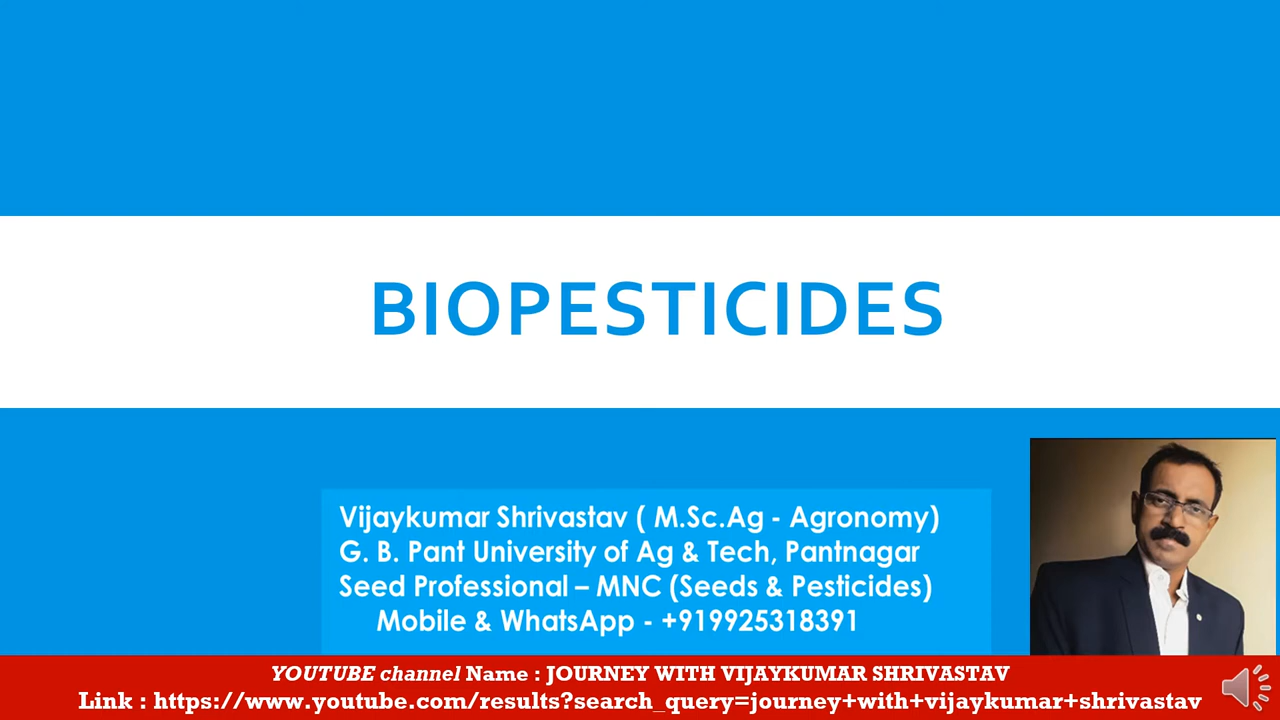 BIOPESTICIDES
Vijaykumar Shrivastav ( M.Sc.Ag - Agronomy)
G. B. Pant University of Ag & Tech, Pantnagar
Seed Professional – MNC (Seeds & Pesticides)
Mobile & WhatsApp - +919925318391
YOUTUBE channel Name : JOURNEY WITH VIJAYKUMAR SHRIVASTAV
Link : https://www.youtube.com/results?search_query=journey+with+vijaykumar+shrivastav